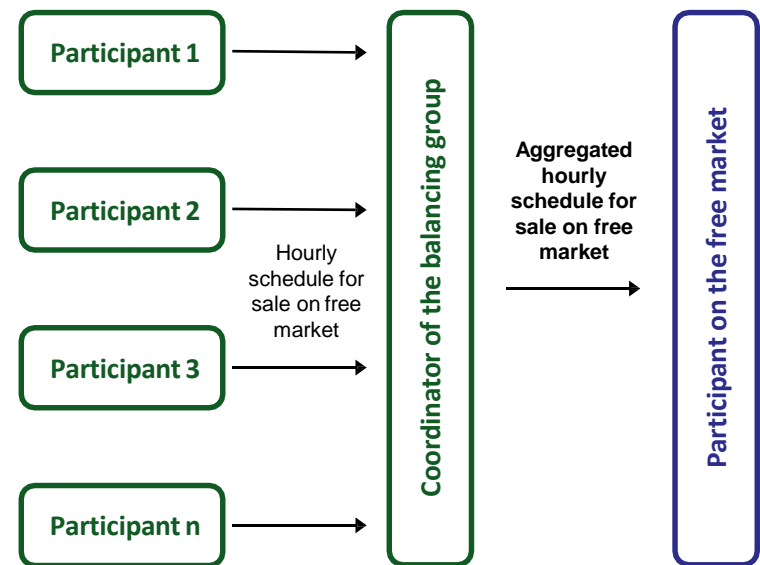 Participant 1
Participant 2
Hourly
schedule for
sale on free
market
Participant 3
Participant n
Coordinator of the balancing group
Aggregated
hourly
schedule for
sale on free
market
Participant on the free market